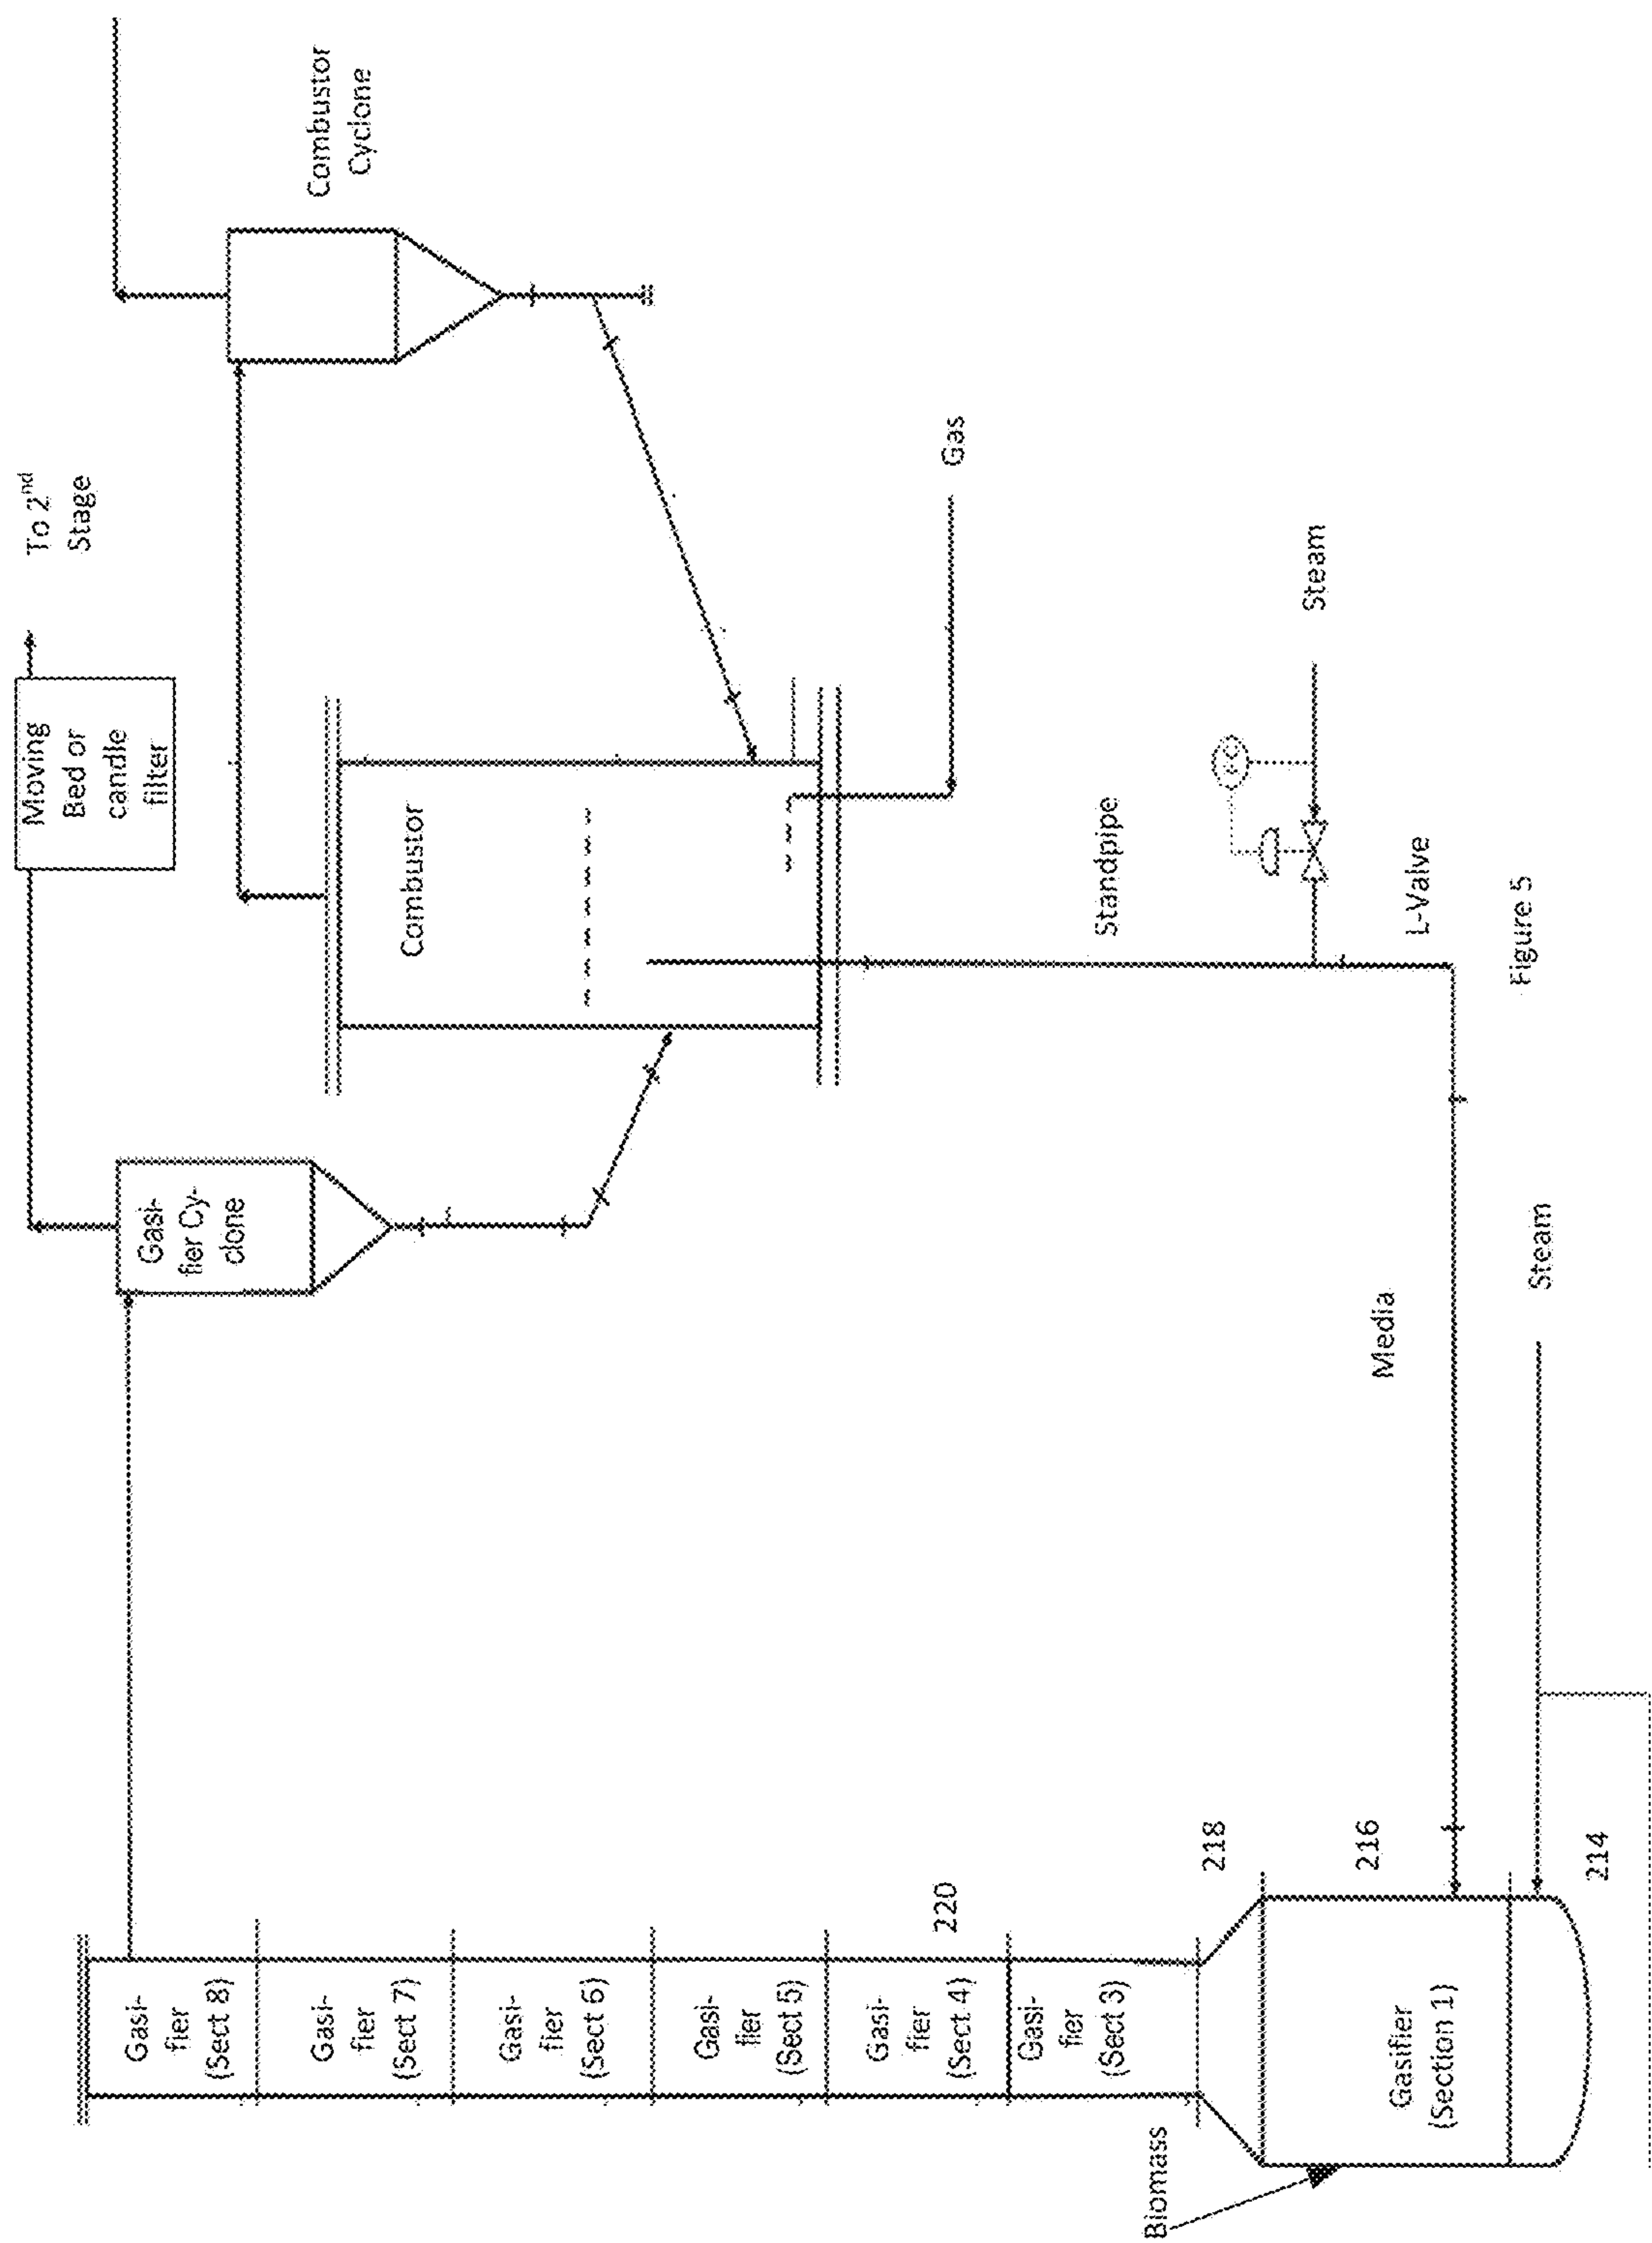 To 2nd
Stage
Moving
Bed or
candle
filter
Combustor
Cyclone
Gasi-
fier Cy-
clone
Combustor
Gas
Gasi-
fier
(Sect 8)
Gasi-
fier
(Sect 7)
Gasi-
fier
(Sect 6)
Gasi-
fier
(Sect 5)
Gasi-
fier
(Sect 4)
220
Gasi-
fier
(Sect 3)
Standpipe
Steam
L-Valve
Biomass
218
216
Media
Gasifier
(Section 1)
Steam
214
Figure 5